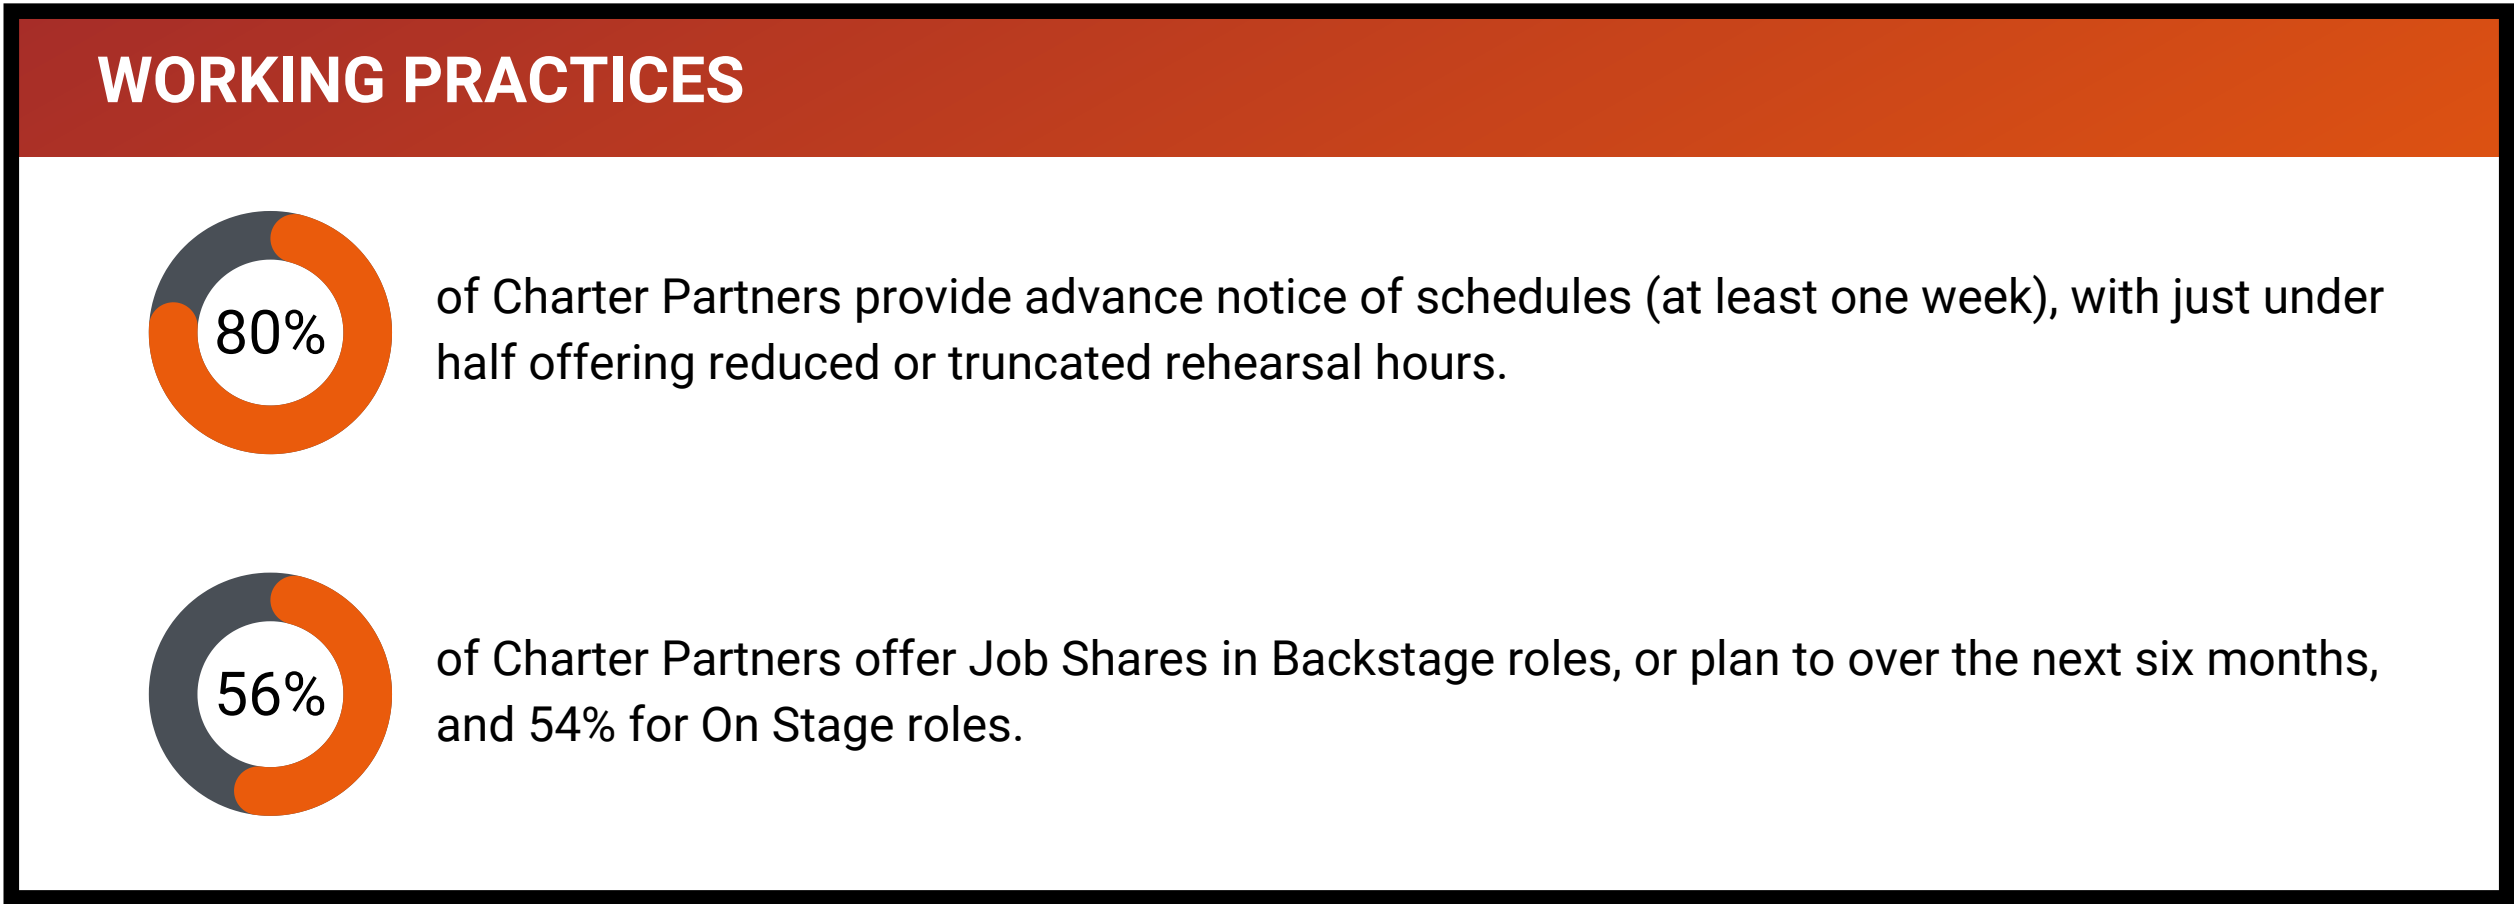 WORKING PRACTICES
80%
of Charter Partners provide advance notice of schedules (at least one week), with just under
half offering reduced or truncated rehearsal hours.
56%
of Charter Partners offer Job Shares in Backstage roles, or plan to over the next six months,
and 54% for On Stage roles.